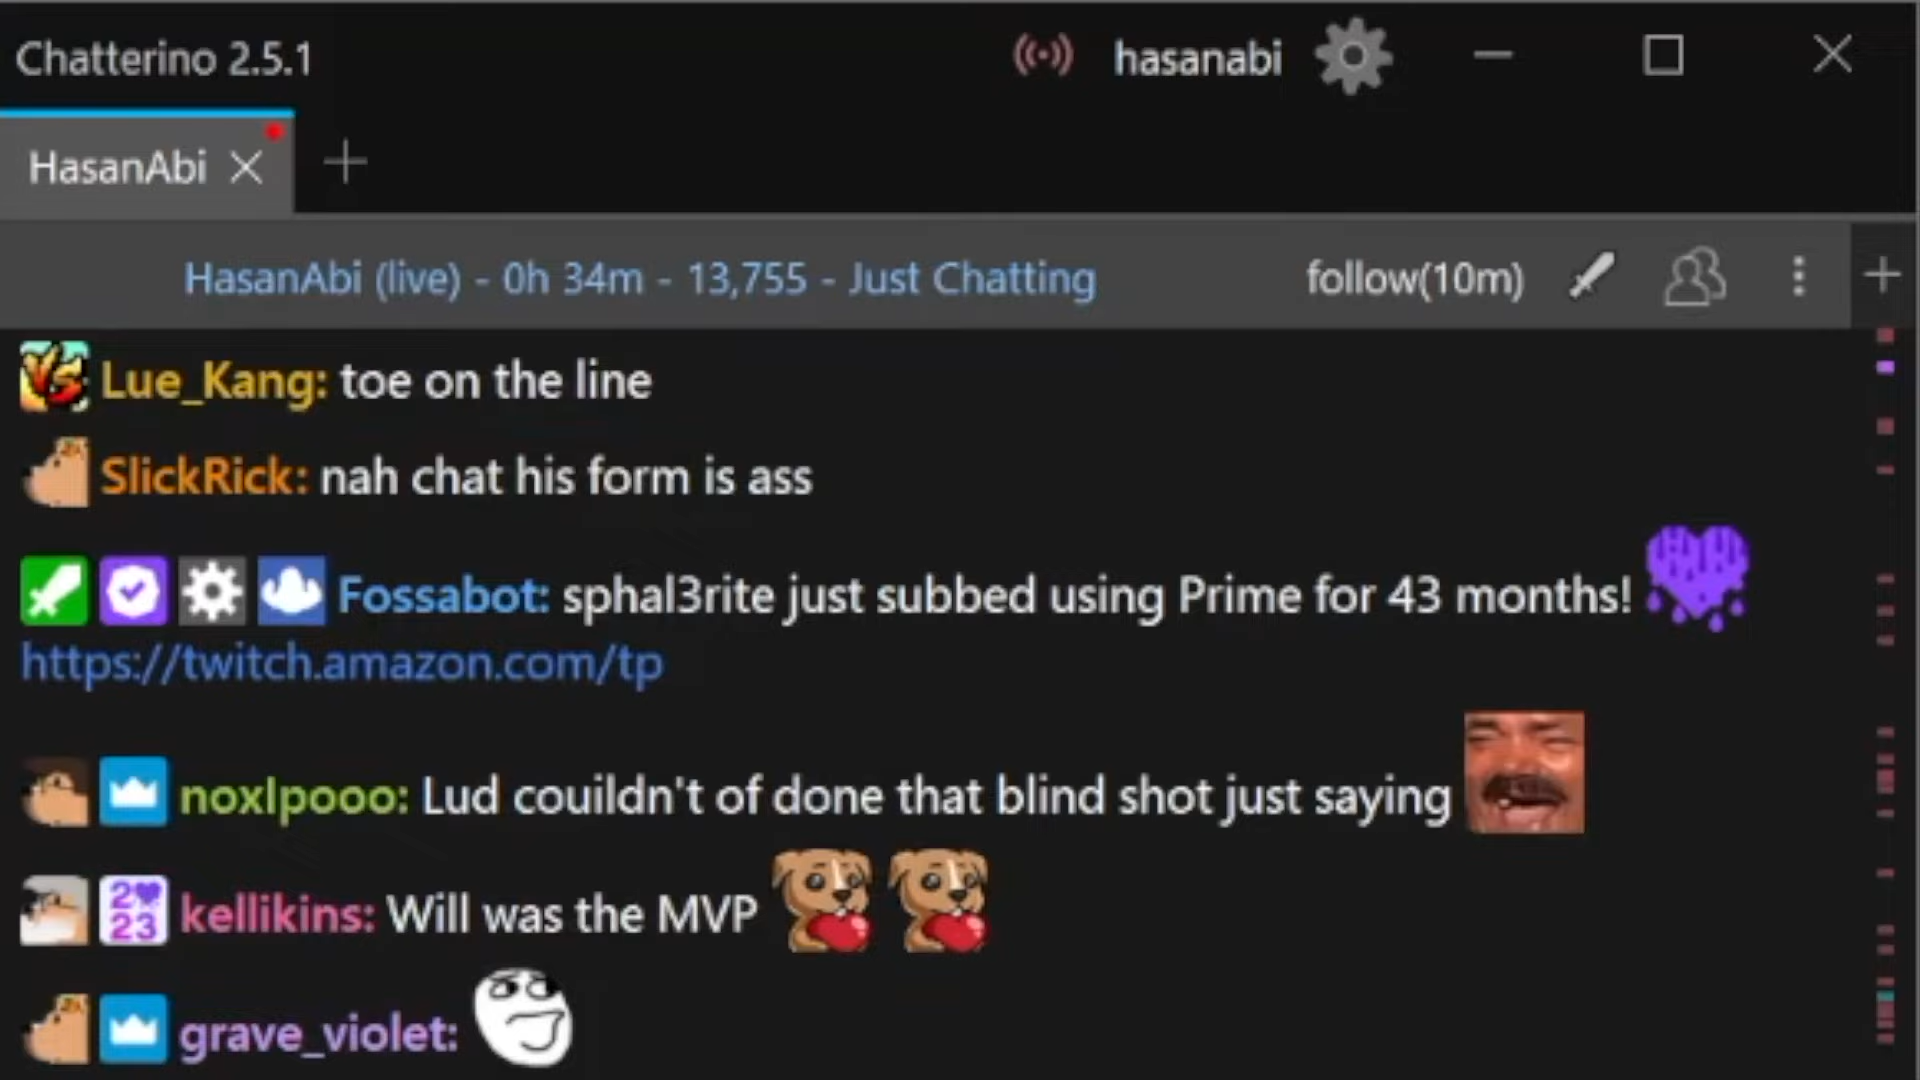 Chatterino 2.5.1 hasanabi
HasanAbi
HasanAbi (live) - 0h 34m - 13,755 - Just Chatting follow(10m)
VS Lue_Kang: toe on the line
SlickRick: nah chat his form is ass
Fossabot: sphal3rite just subbed using Prime for 43 months!
https://twitch.amazon.com/tp
noxlpooo: Lud couildn't of done that blind shot just saying
2023 kellikins: Will was the MVP
grave_violet: